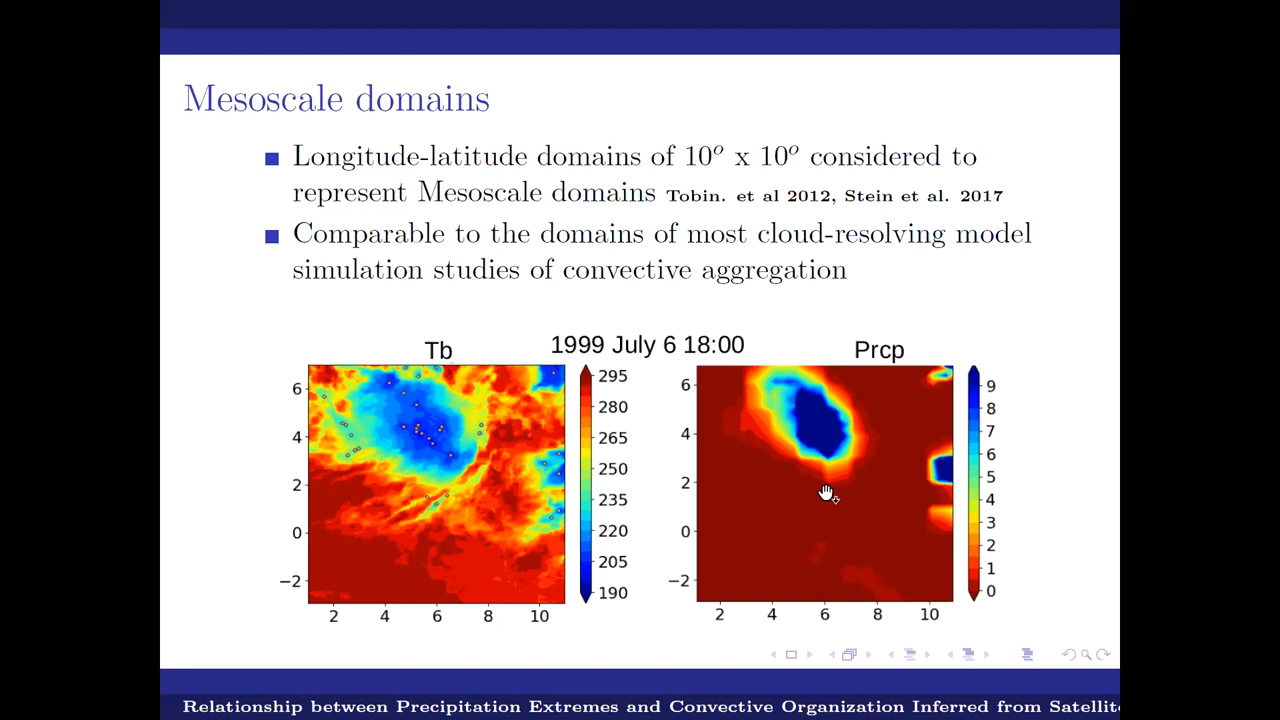 Mesoscale domains
Longitude-latitude domains of 10° x 10° considered to
represent Mesoscale domains Tobin. et al 2012, Stein et al. 2017
Comparable to the domains of most cloud-resolving model
simulation studies of convective aggregation
1999 July 6 18:00
Tb
6
4
2
0
−2
2 4 6 8 10
295
280
265
250
235
220
205
190
Prcp
6
4
2
0
−2
2 4 6 8 10
9
8
7
6
5
4
3
2
1
0
Relationship between Precipitation Extremes and Convective Organization Inferred from Satellite